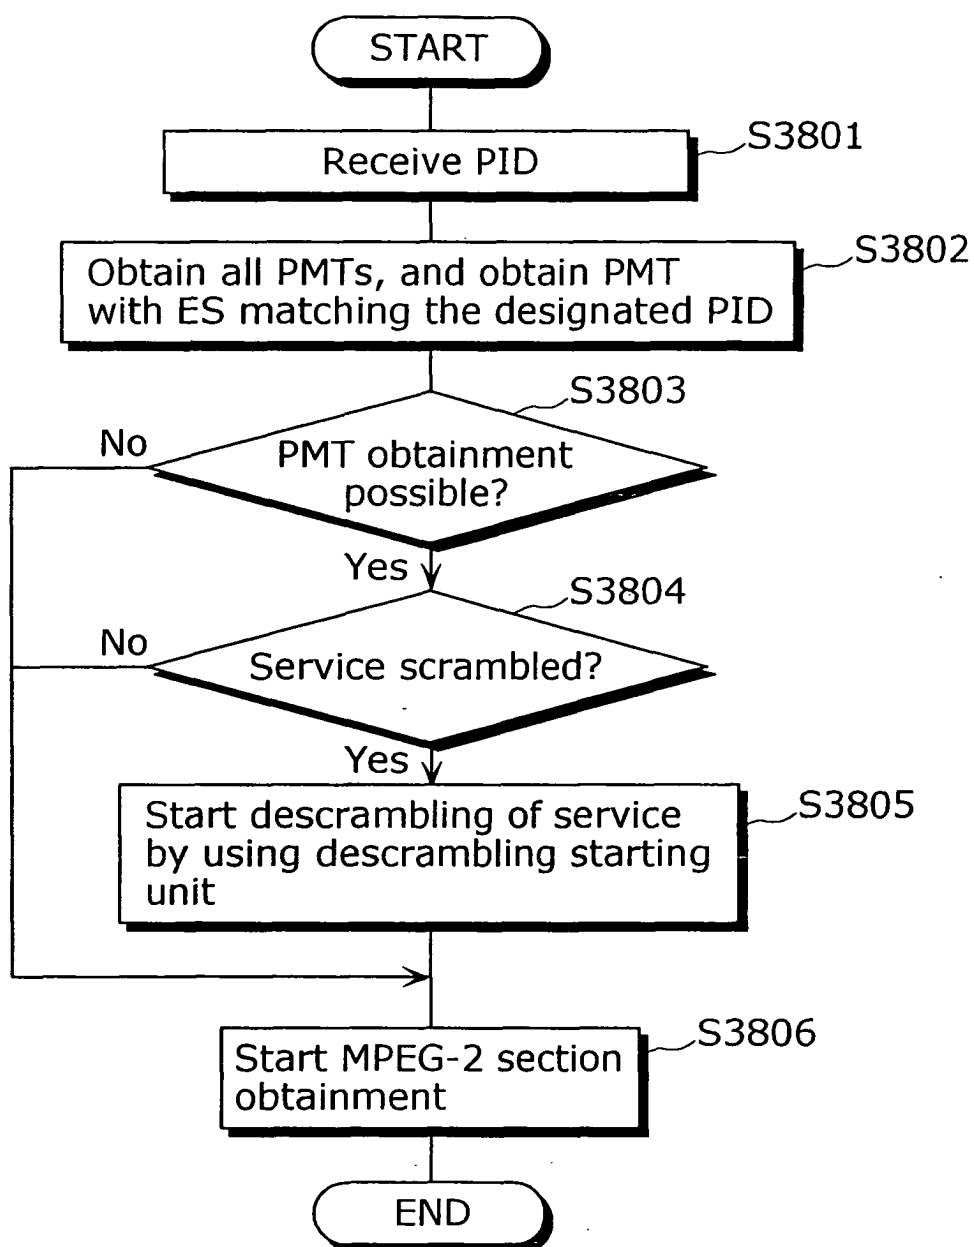 START
S3801
Receive PID
S3802
Obtain all PMTs, and obtain PMT
with ES matching the designated PID
S3803
No
PMT obtainment
possible?
Yes
S3804
No
Service scrambled?
Yes
S3805
Start descrambling of service
by using descrambling starting
unit
S3806
Start MPEG-2 section
obtainment
END